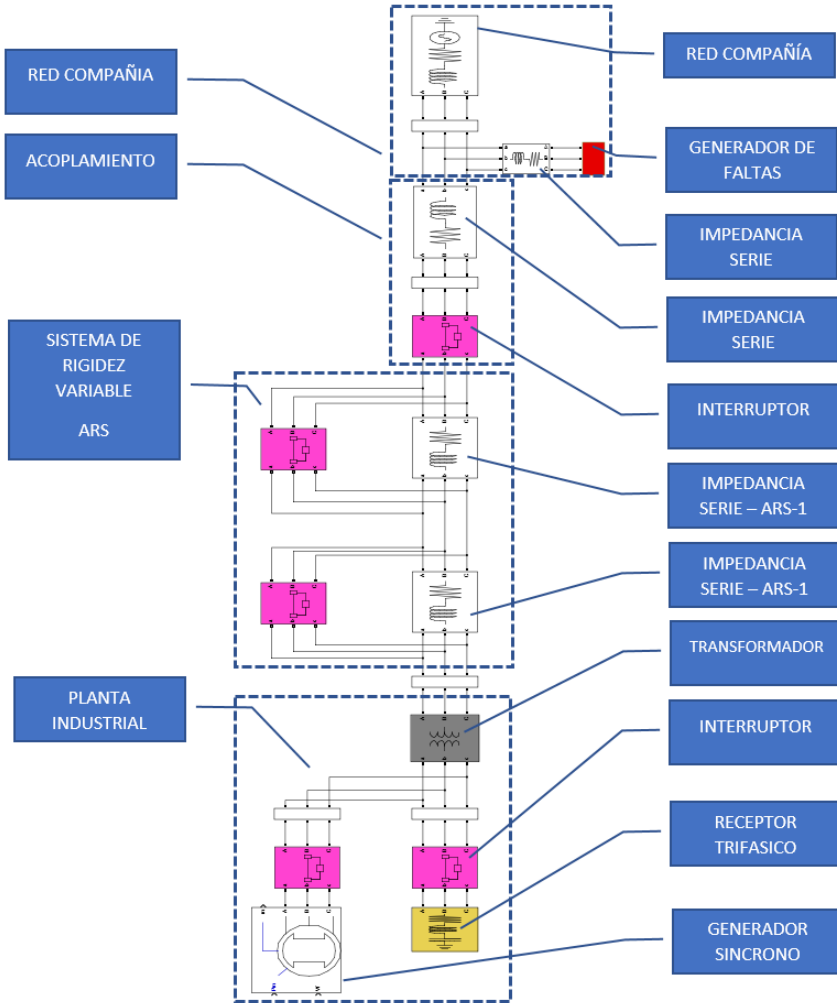 RED COMPAÑIA
ACOPLAMIENTO
SISTEMA DE
RIGIDEZ
VARIABLE
ARS
PLANTA
INDUSTRIAL
RED COMPAÑÍA
GENERADOR DE
FALTAS
IMPEDANCIA
SERIE
IMPEDANCIA
SERIE
INTERRUPTOR
IMPEDANCIA
SERIE – ARS-1
IMPEDANCIA
SERIE – ARS-1
TRANSFORMADOR
INTERRUPTOR
RECEPTOR
TRIFASICO
GENERADOR
SINCRONO